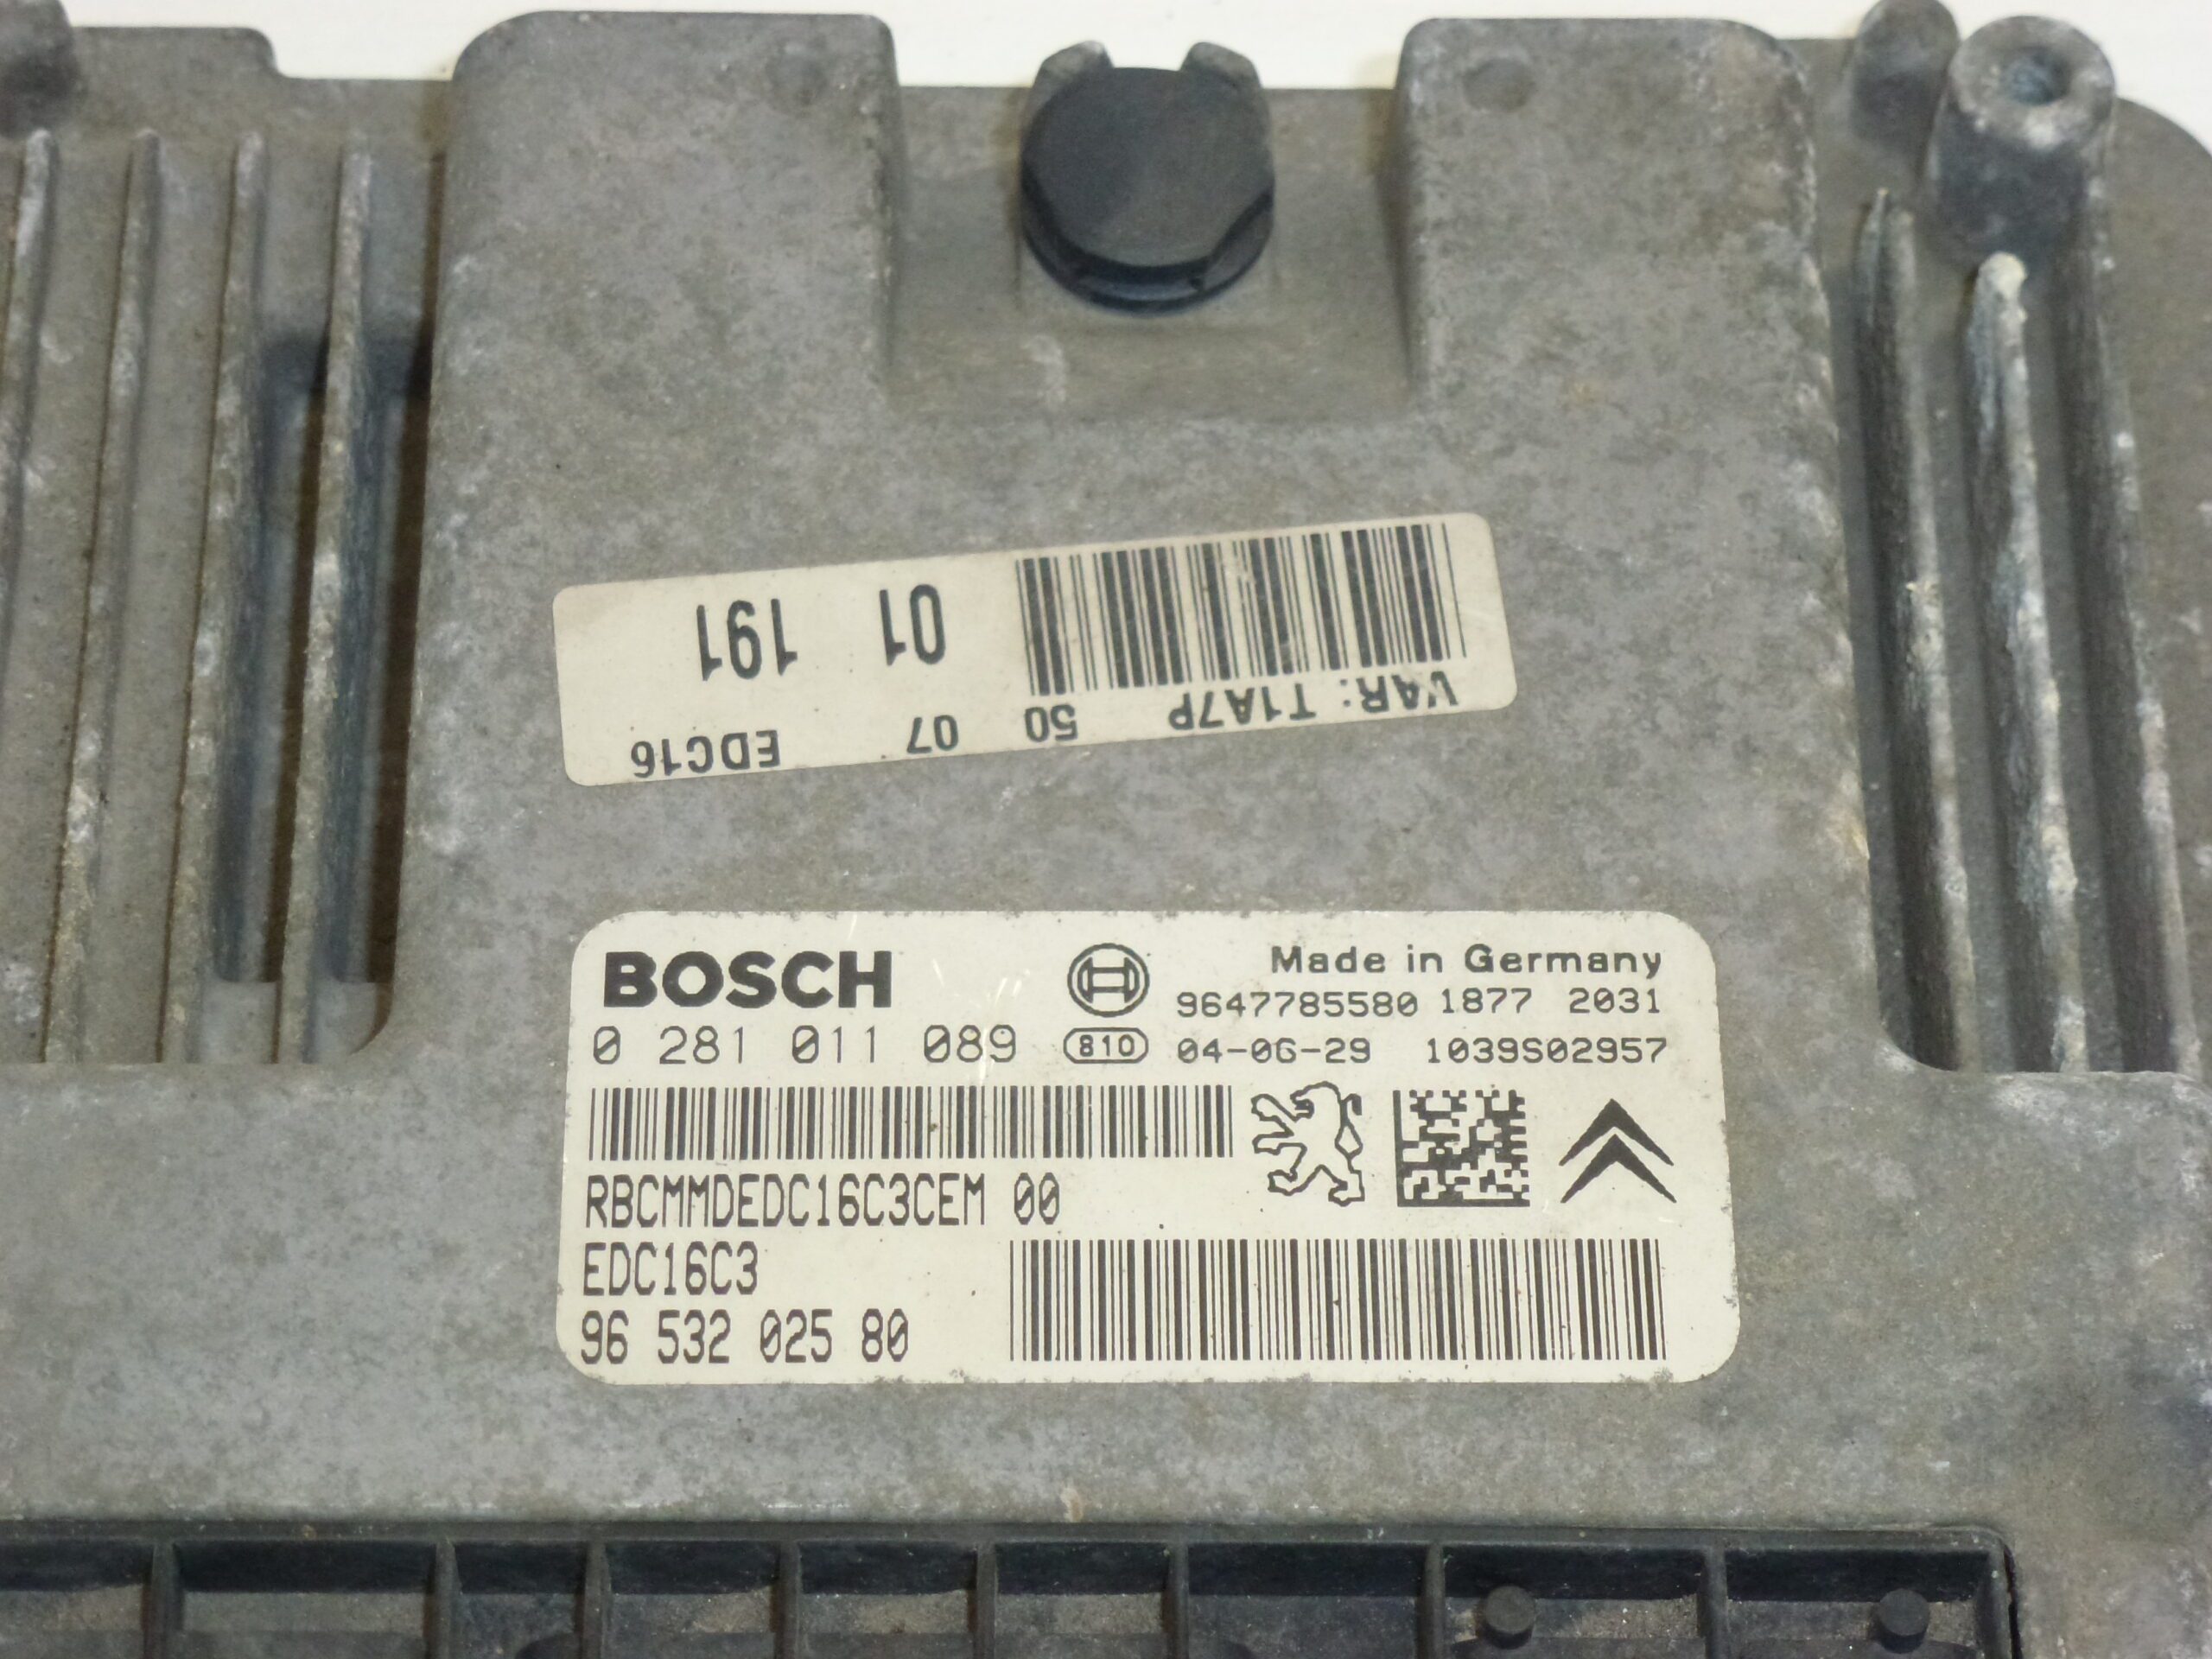 01 191
VAR: T1A7P 50 07 EDC16
BOSCH
Made in Germany
9647785580 1877 2031
0 281 011 089 810 04-06-29 1039S02957
RBCMMDEDC16C3CEM 00
EDC16C3
96 532 025 80